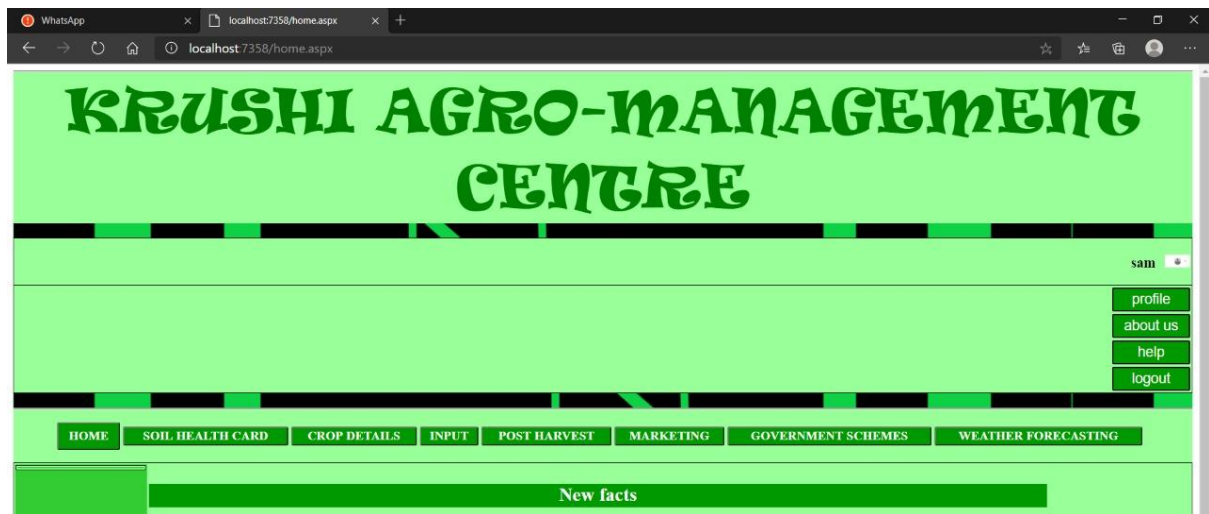 WhatsApp
localhost:7358/home.aspx
localhost:7358/home.aspx
KRUSHI AGRO-MANAGEMENT
CENTRE
sam
profile
about us
help
logout
HOME SOIL HEALTH CARD CROP DETAILS INPUT POST HARVEST MARKETING GOVERNMENT SCHEMES WEATHER FORECASTING
New facts